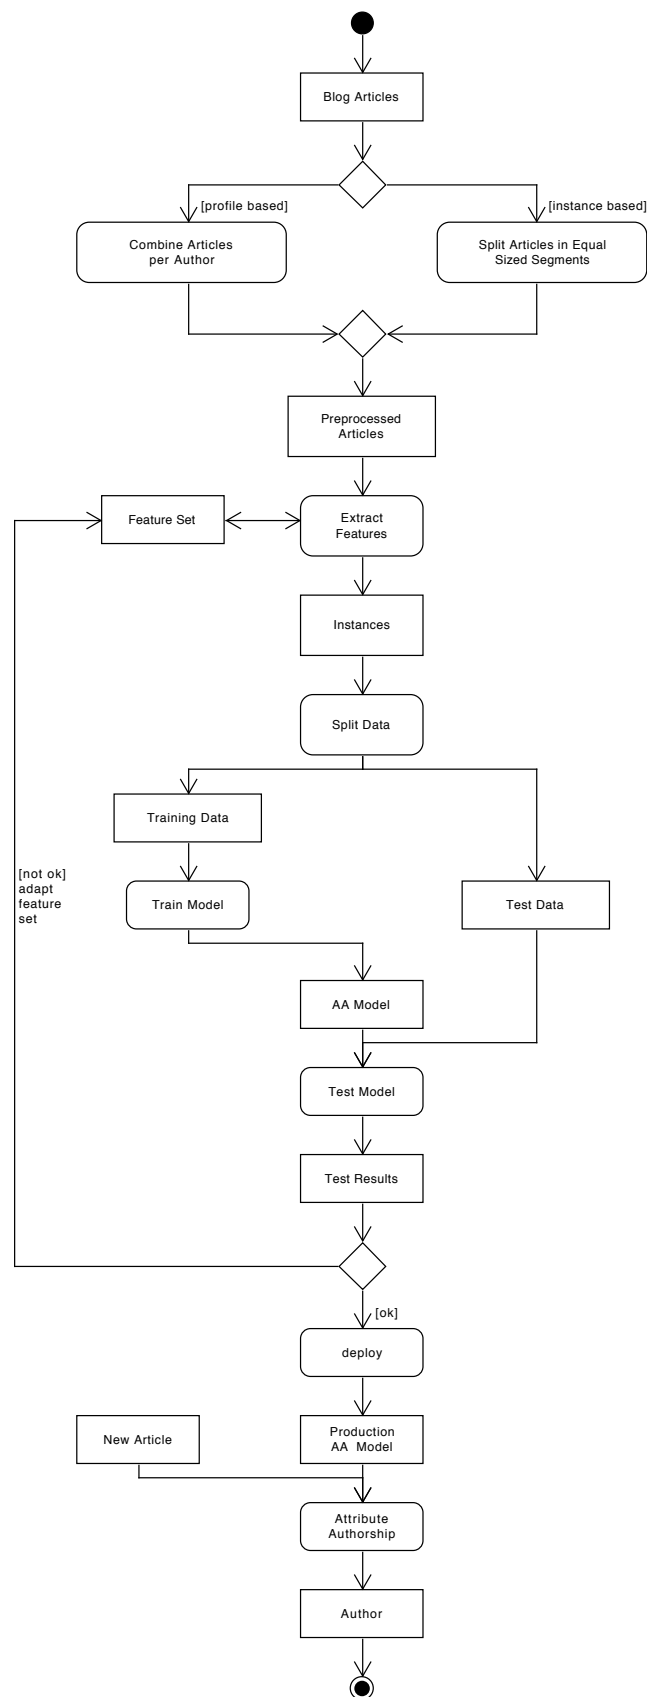 Blog Articles
[profile based]
[instance based]
Combine Articles
per Author
Split Articles in Equal
Sized Segments
Preprocessed
Articles
Feature Set
Extract
Features
Instances
Split Data
Training Data
[not ok]
adapt
feature
set
Train Model
Test Data
AA Model
Test Model
Test Results
[ok]
deploy
New Article
Production
AA Model
Attribute
Authorship
Author